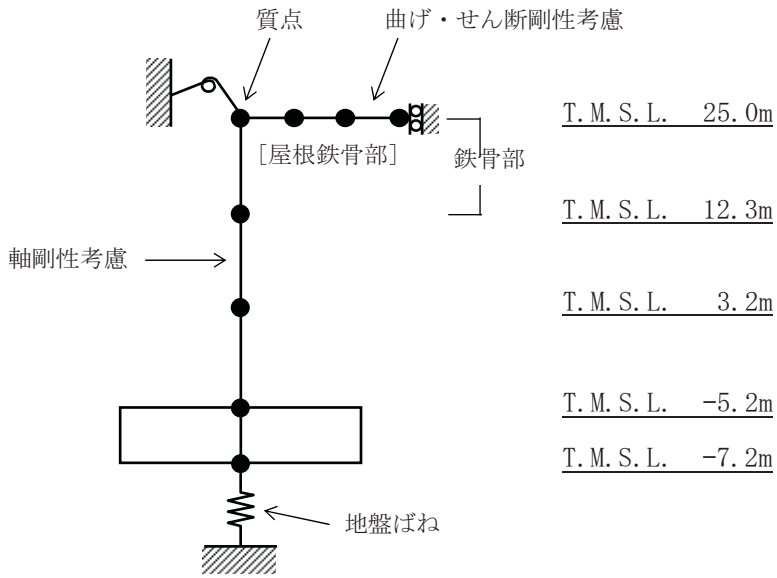 質点
曲げ・せん断剛性考慮
T.M.S.L. 25.0m
[屋根鉄骨部]
鉄骨部
T.M.S.L. 12.3m
軸剛性考慮
T.M.S.L. 3.2m
T.M.S.L. -5.2m
T.M.S.L. -7.2m
地盤ばね